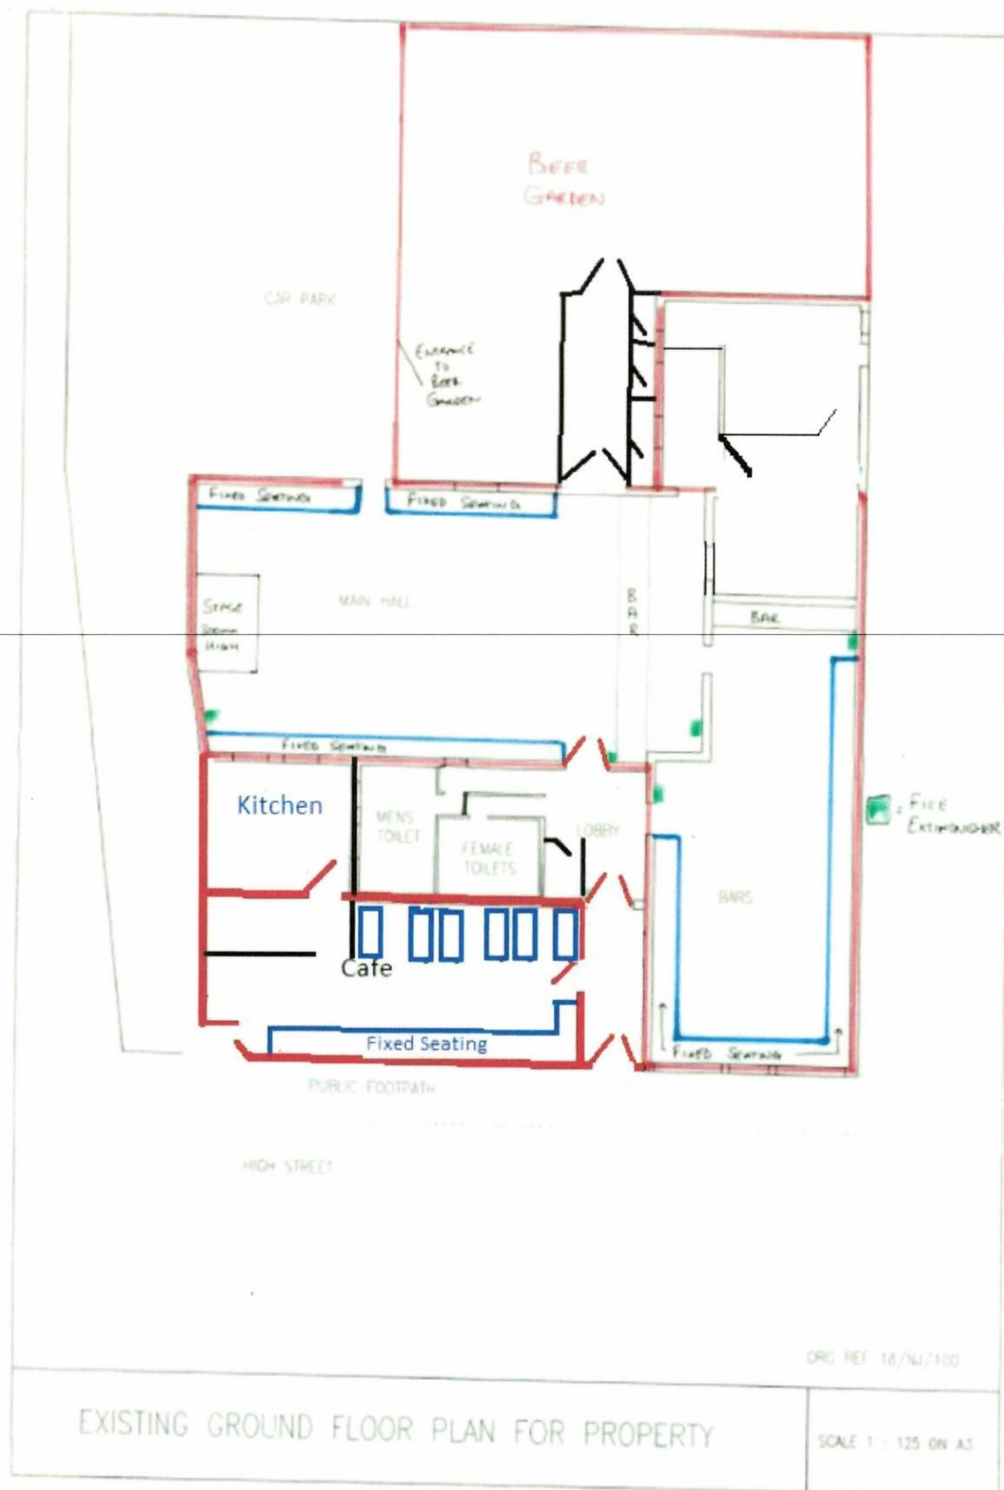 BEER
GARDEN
CAR PARK
ENTRANCE
TO
BEER
GARDEN
FIXED SEATING
FIXED SEATING
STAGE
HIGH
MAIN HALL
B
A
R
BAR
FIXED SEATING
Kitchen
MENS
TOILET
FEMALE
TOILETS
LOBBY
= FIRE
EXTINGUISHER
BARS
Cafe
Fixed Seating
FIXED SEATING
PUBLIC FOOTPATH
HIGH STREET
DRG REF 18/NJ/100
EXISTING GROUND FLOOR PLAN FOR PROPERTY
SCALE 1 : 125 ON A3